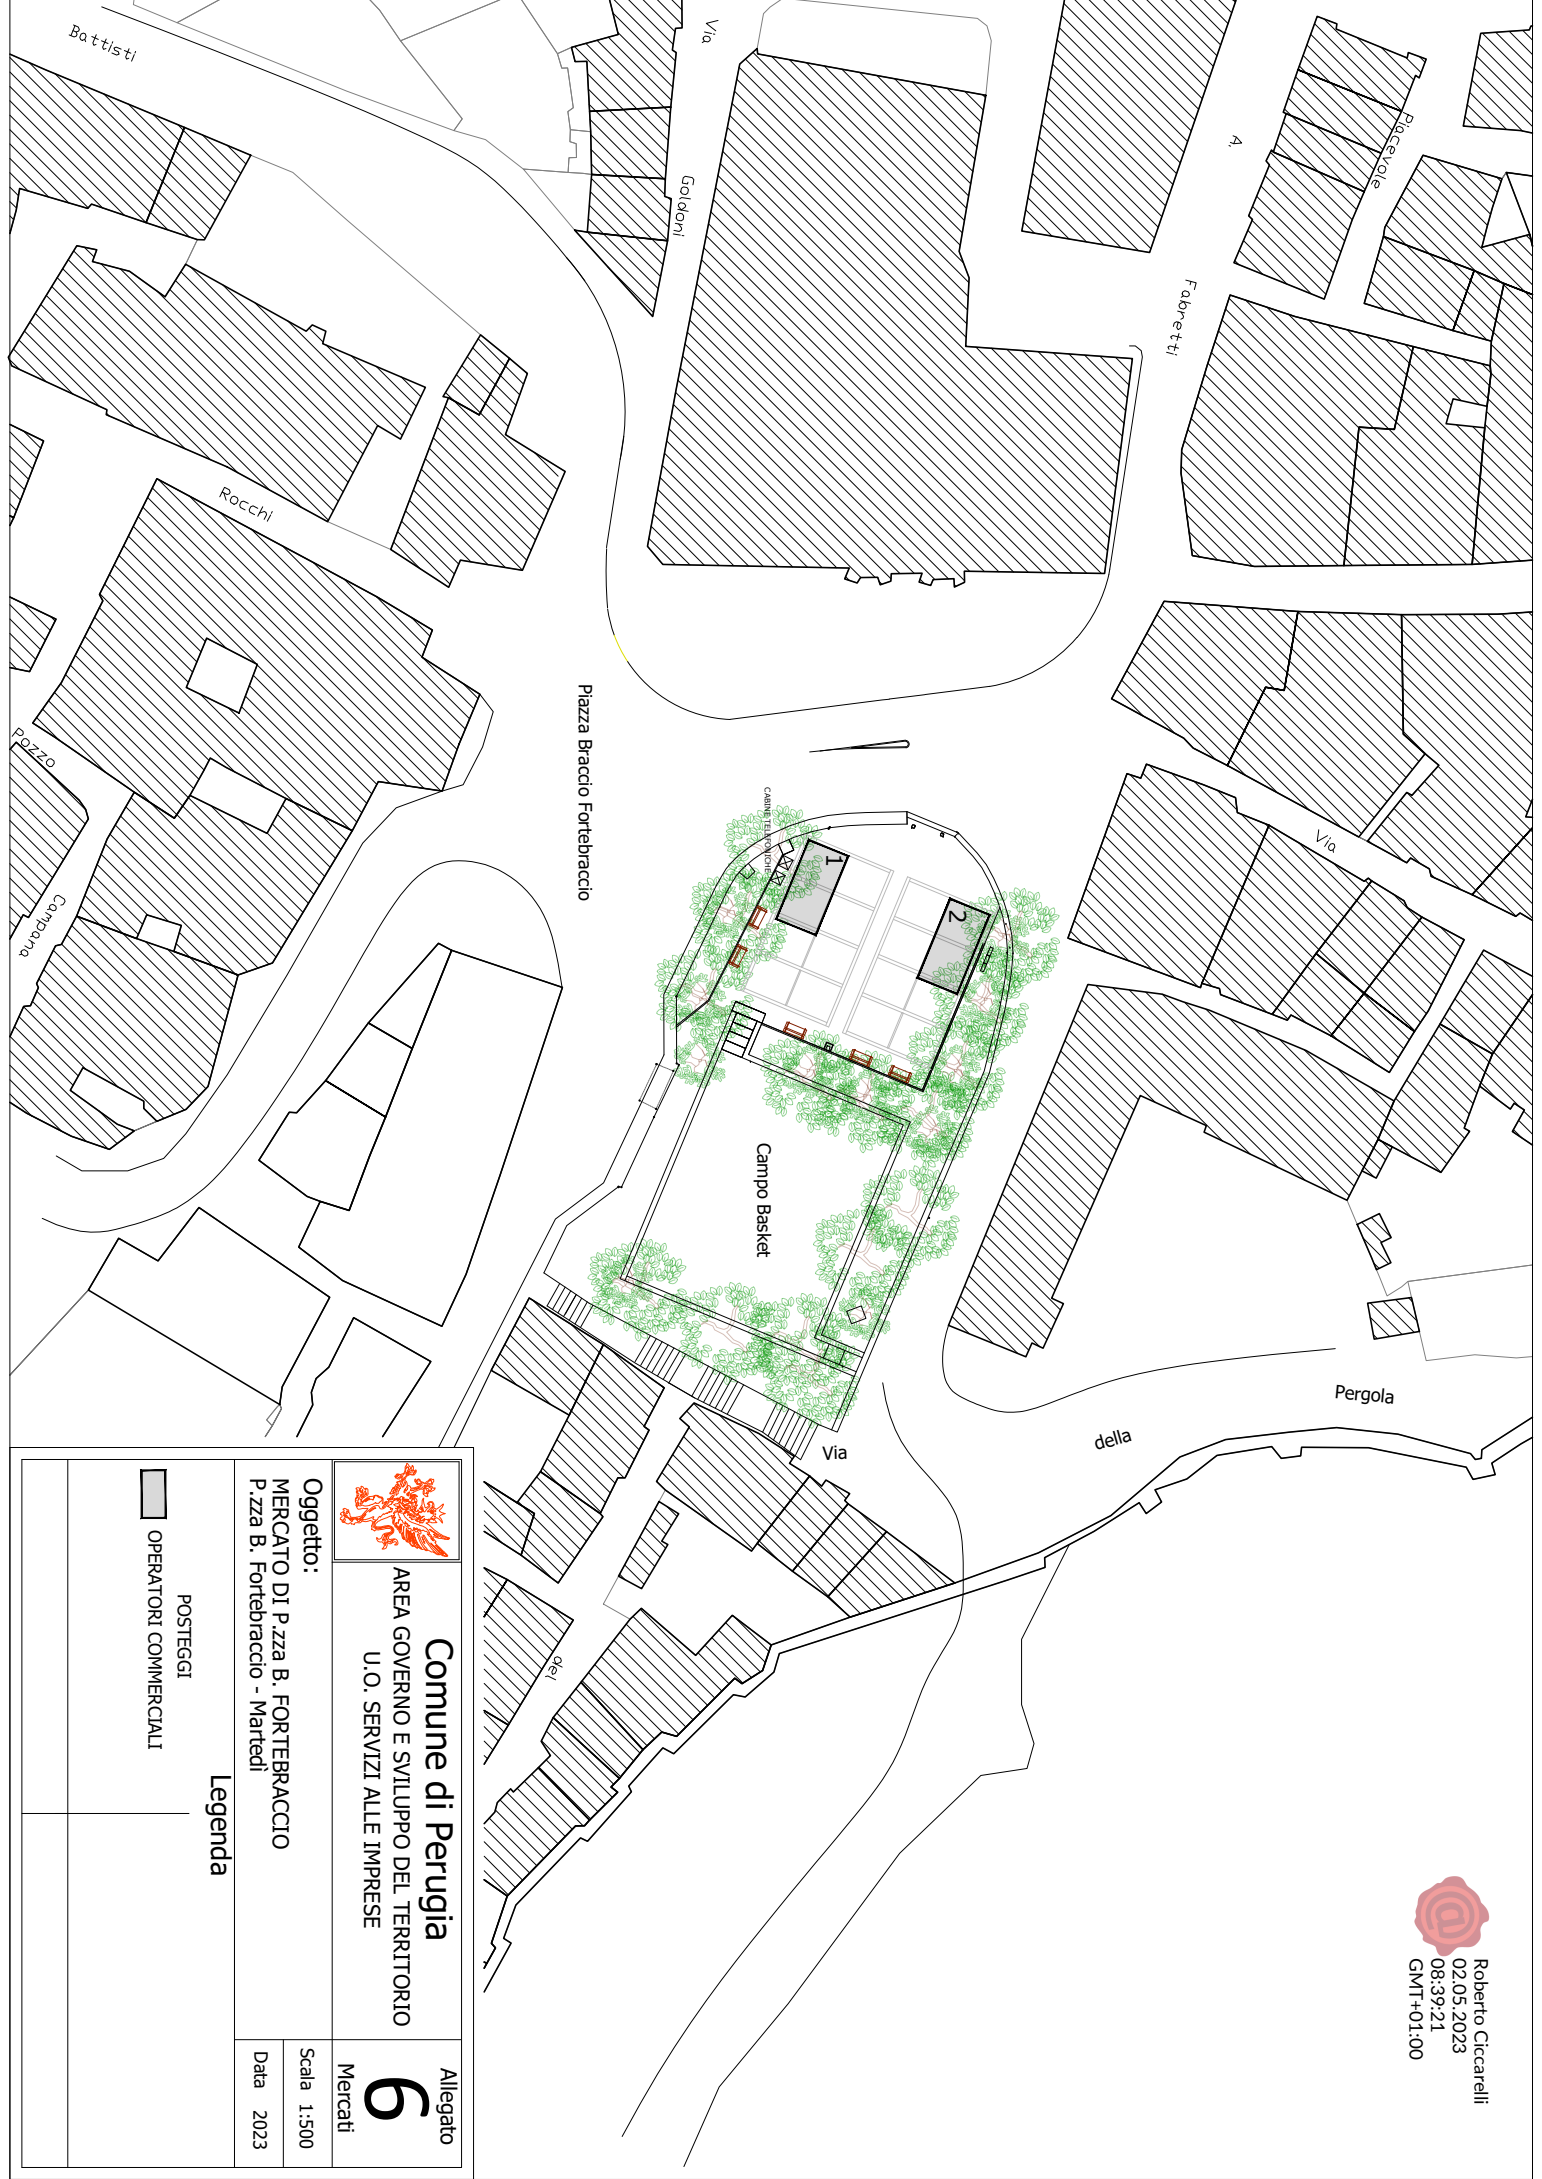 Battisti
Via
Goldoni
A.
Fabretti
Piacevole
Rocchi
Pozzo
Campana
Piazza Braccio Fortebraccio
CABINE TELEFONICHE
1
2
Campo Basket
Via
Via
della
Pergola
del
Comune di Perugia
AREA GOVERNO E SVILUPPO DEL TERRITORIO
U.O. SERVIZI ALLE IMPRESE
Allegato
6
Mercati
Oggetto:
MERCATO DI P.zza B. FORTEBRACCIO
P.zza B. Fortebraccio - Martedì
Scala 1:500
Data 2023
Legenda
POSTEGGI
OPERATORI COMMERCIALI
Roberto Ciccarelli
02.05.2023
08:39:21
GMT+01:00